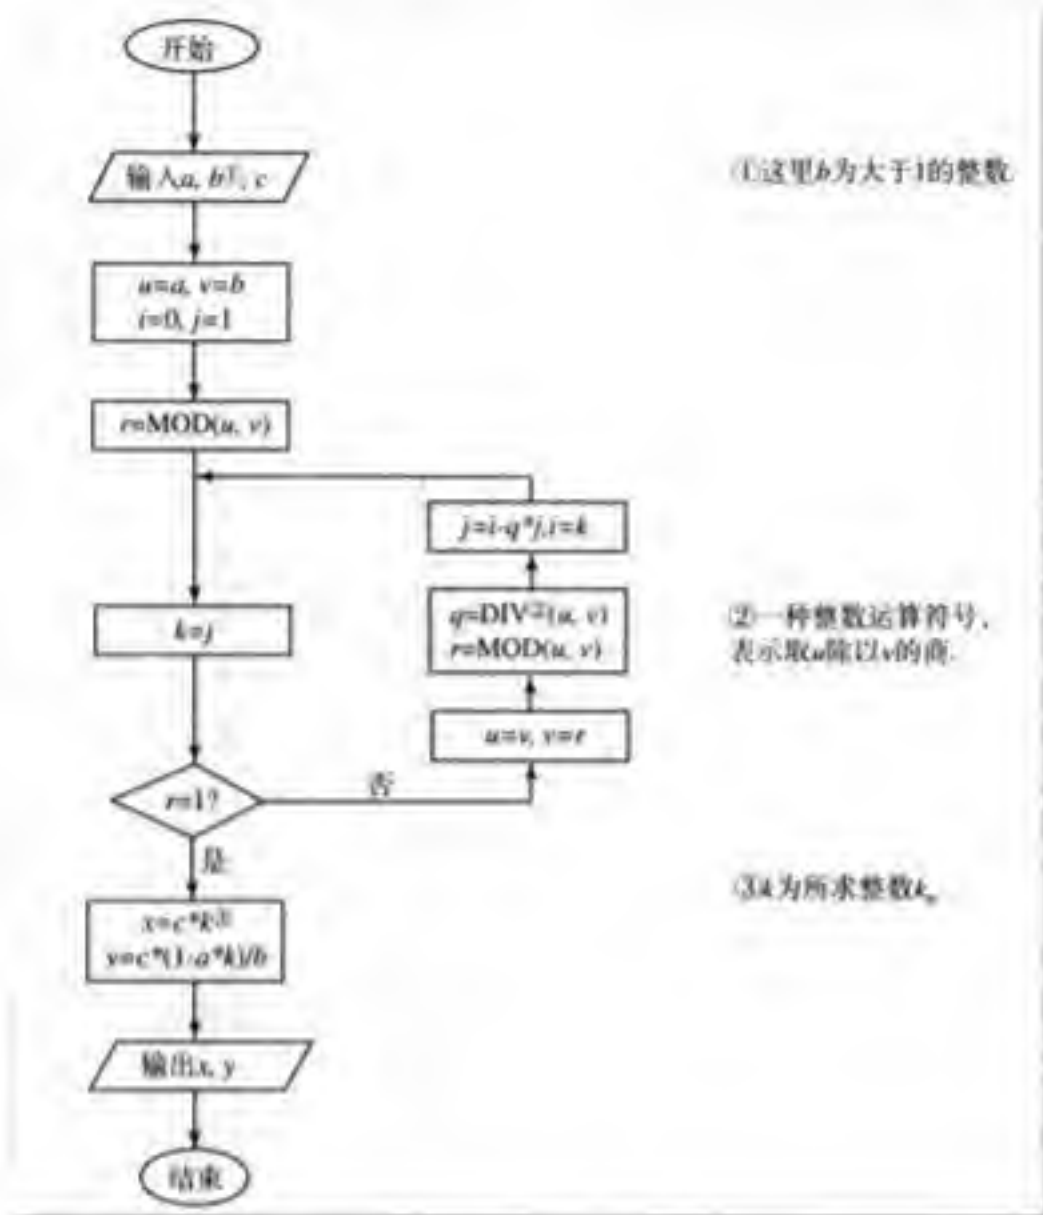 开始
输入a, b①, c
①这里b为大于1的整数.
u=a, v=b
i=0, j=1
r=MOD(u, v)
j=i-q*j,i=k
k=j
q=DIV②(u, v)
r=MOD(u, v)
②一种整数运算符号，
表示取u除以v的商.
u=v, v=r
r=1?
否
是
③k为所求整数k。
x=c*k③
y=c*(1-a*k)/b
输出x, y
结束